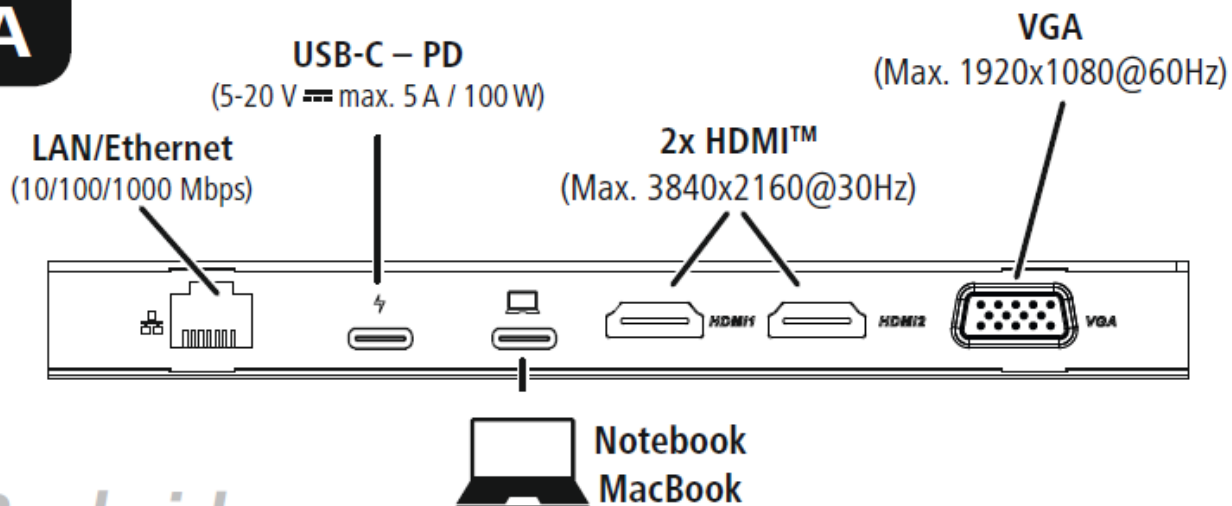 A
USB-C – PD
(5-20 V ⎓ max. 5 A / 100 W)
VGA
(Max. 1920x1080@60Hz)
LAN/Ethernet
(10/100/1000 Mbps)
2x HDMI™
(Max. 3840x2160@30Hz)
HDMI1
HDMI2
VGA
Notebook
MacBook